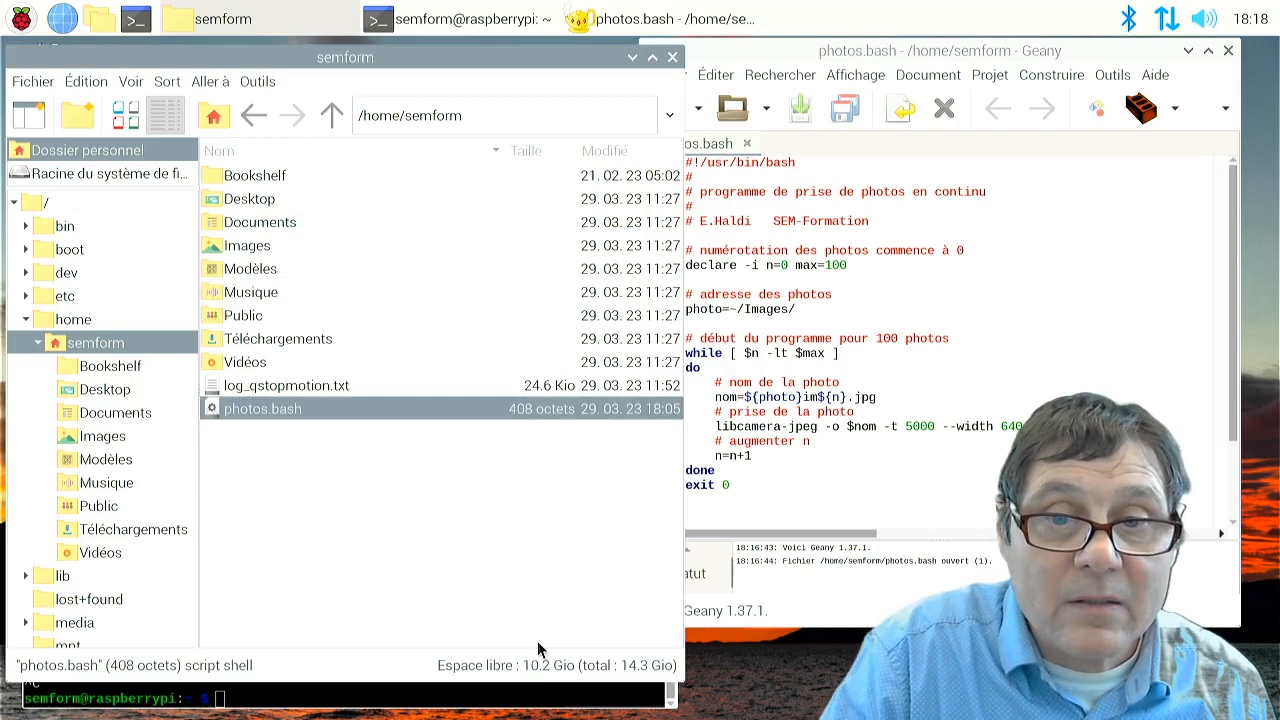 semform
semform@raspberrypi: ~
photos.bash - /home/se...
18:18
semform
Fichier Édition Voir Sort Aller à Outils
/home/semform
Dossier personnel
Racine du système de fi...
/
bin
boot
dev
etc
home
semform
Bookshelf
Desktop
Documents
Images
Modèles
Musique
Public
Téléchargements
Vidéos
lib
lost+found
media
mnt
Nom Taille Modifié
Bookshelf 21. 02. 23 05:02
Desktop 29. 03. 23 11:27
Documents 29. 03. 23 11:27
Images 29. 03. 23 11:27
Modèles 29. 03. 23 11:27
Musique 29. 03. 23 11:27
Public 29. 03. 23 11:27
Téléchargements 29. 03. 23 11:27
Vidéos 29. 03. 23 11:27
log_qstopmotion.txt 24.6 Kio 29. 03. 23 11:52
photos.bash 408 octets 29. 03. 23 18:05
"photos.bash" (408 octets) script shell Espace libre : 10.2 Gio (total : 14.3 Gio)
^C
semform@raspberrypi:~ $
photos.bash - /home/semform - Geany
Éditer Rechercher Affichage Document Projet Construire Outils Aide
os.bash
#!/usr/bin/bash
#
# programme de prise de photos en continu
#
# E.Haldi SEM-Formation
# numérotation des photos commence à 0
declare -i n=0 max=100
# adresse des photos
photo=~/Images/
# début du programme pour 100 photos
while [ $n -lt $max ]
do
# nom de la photo
nom=${photo}im${n}.jpg
# prise de la photo
libcamera-jpeg -o $nom -t 5000 --width 640
# augmenter n
n=n+1
done
exit 0
atut
18:16:43: Voici Geany 1.37.1.
18:16:44: Fichier /home/semform/photos.bash ouvert (1).
Geany 1.37.1.